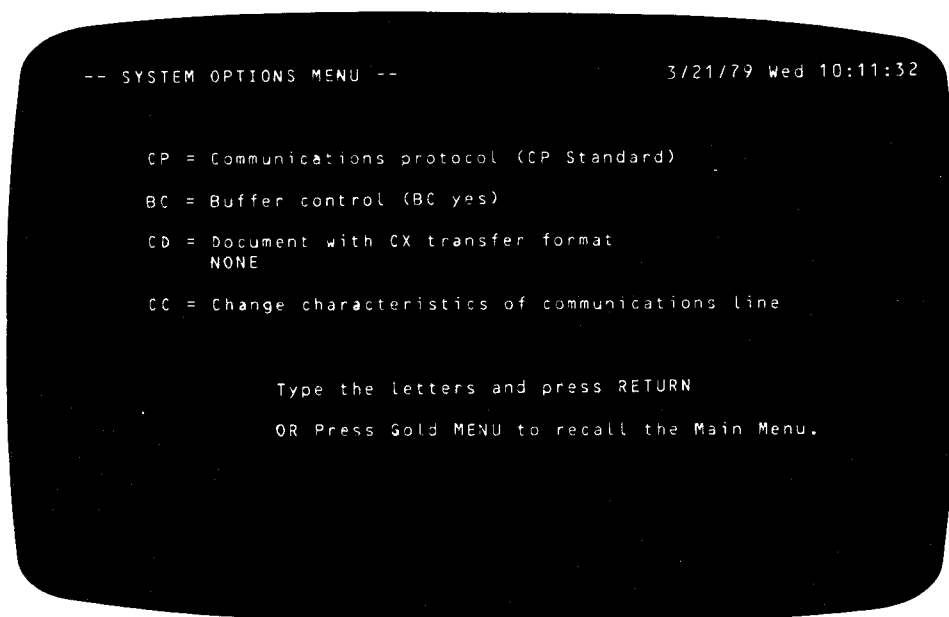 -- SYSTEM OPTIONS MENU -- 3/21/79 Wed 10:11:32
CP = Communications protocol (CP Standard)
BC = Buffer control (BC yes)
CD = Document with CX transfer format
NONE
CC = Change characteristics of communications line
Type the letters and press RETURN
OR Press Gold MENU to recall the Main Menu.